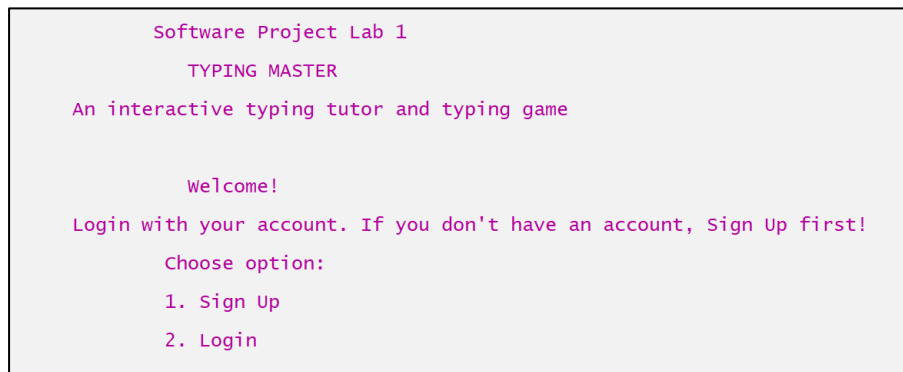 Software Project Lab 1
TYPING MASTER
An interactive typing tutor and typing game
Welcome!
Login with your account. If you don't have an account, Sign Up first!
Choose option:
1. Sign Up
2. Login